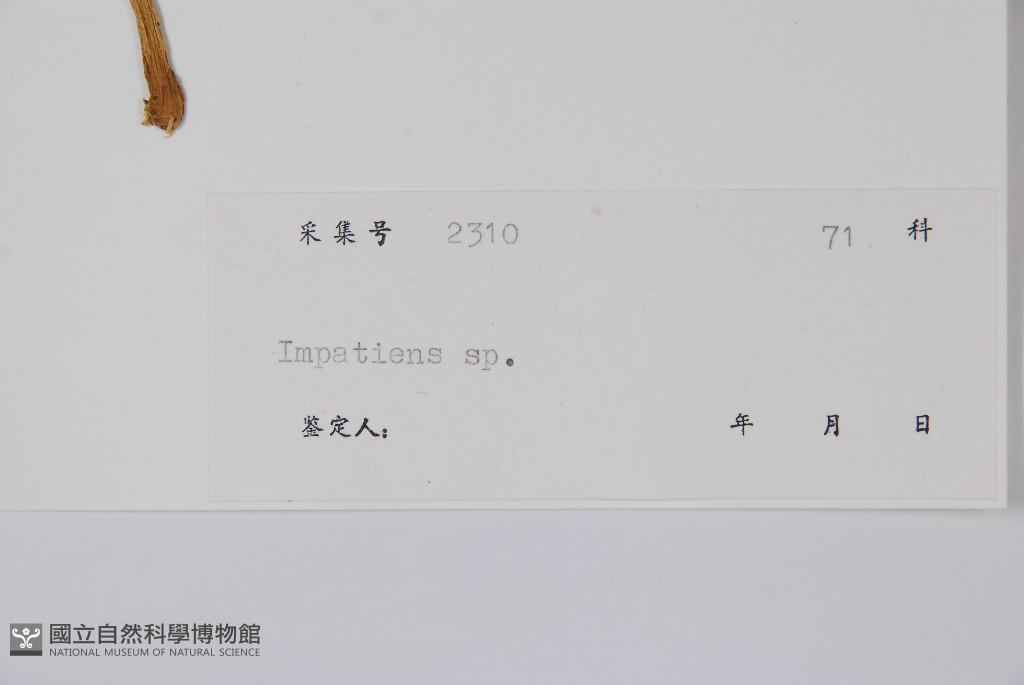 采集号 2310 71 科
Impatiens sp.
鉴定人: 年 月 日
國立自然科學博物館
NATIONAL MUSEUM OF NATURAL SCIENCE